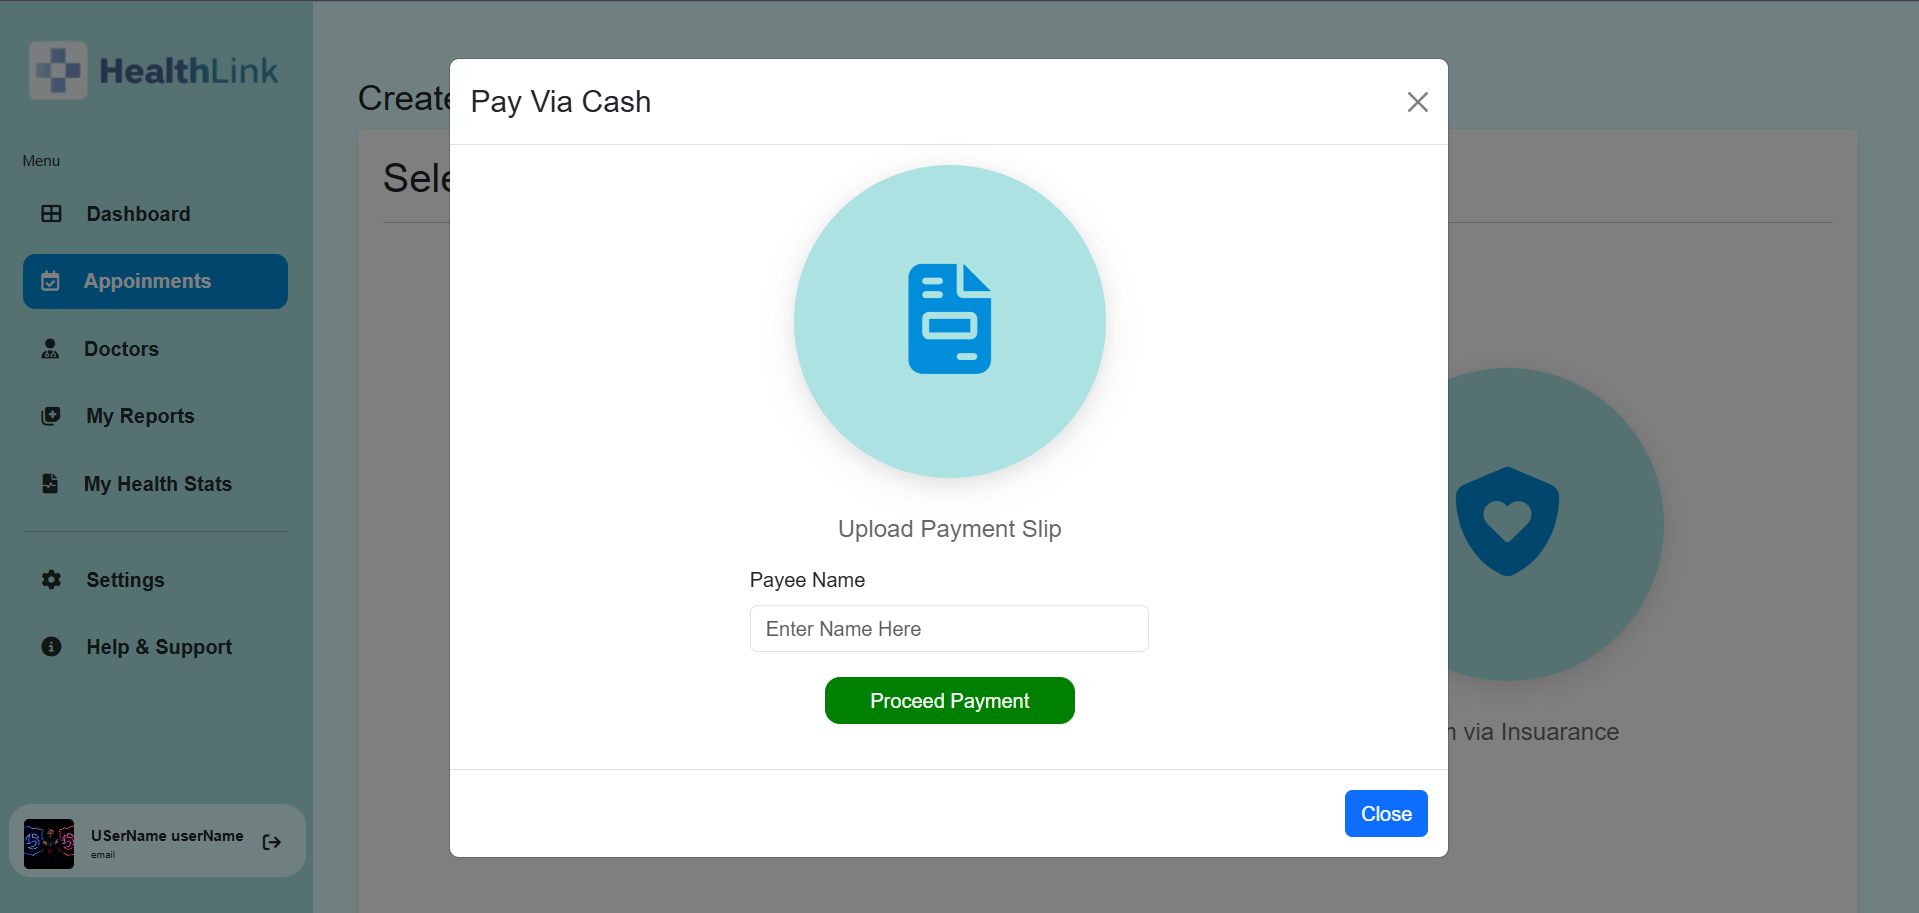 HealthLink
Menu
Dashboard
Appoinments
Doctors
My Reports
My Health Stats
Settings
Help & Support
USerName userName
email
Create
Sele
Pay Via Cash
Upload Payment Slip
Payee Name
Enter Name Here
Proceed Payment
Close
via Insuarance